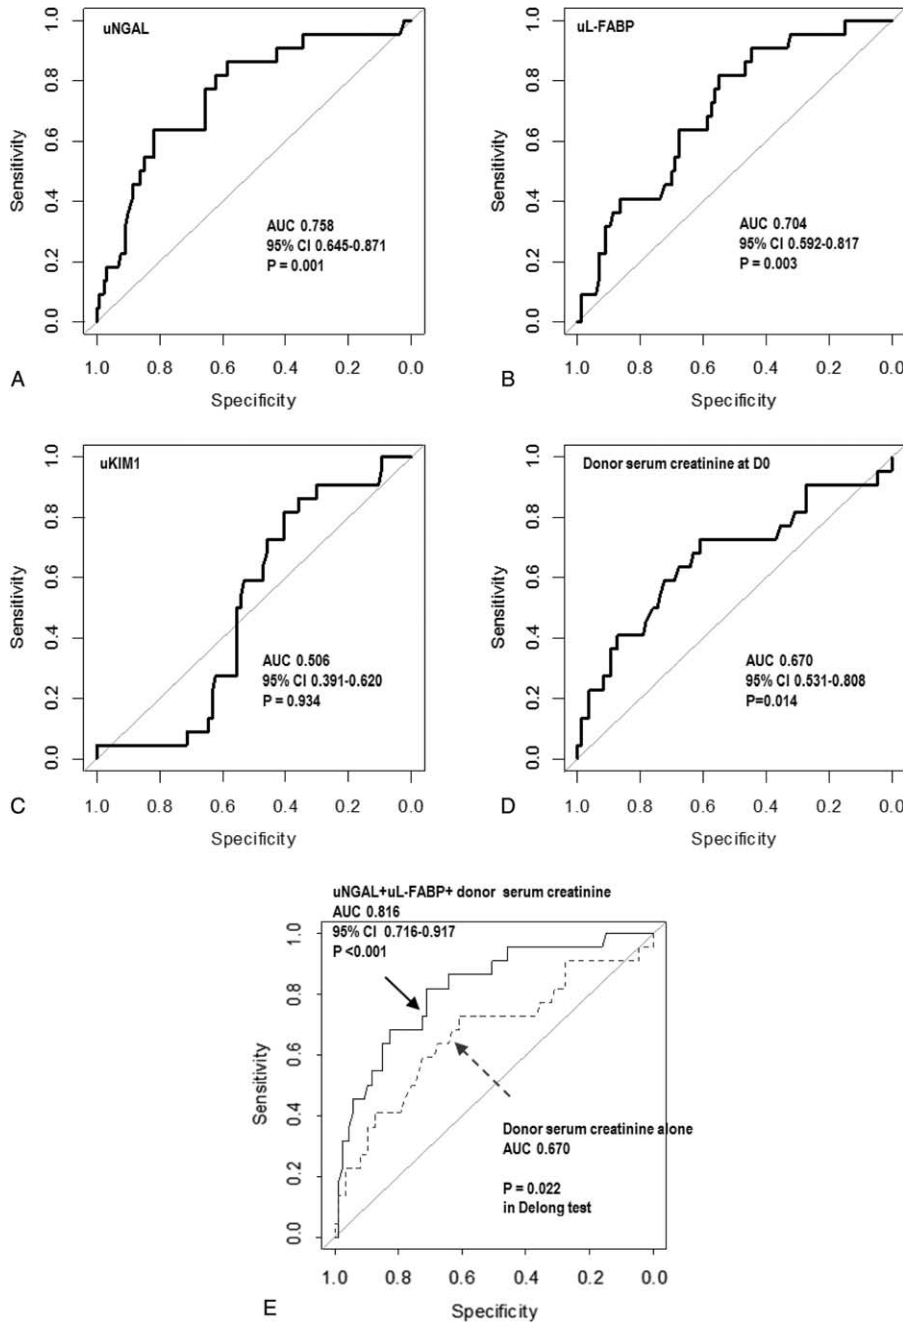 uNGAL
1.0
0.8
0.6
0.4
0.2
0.0
Sensitivity
AUC 0.758
95% CI 0.645-0.871
P = 0.001
1.0 0.8 0.6 0.4 0.2 0.0
Specificity
A
uL-FABP
1.0
0.8
0.6
0.4
0.2
0.0
Sensitivity
AUC 0.704
95% CI 0.592-0.817
P = 0.003
1.0 0.8 0.6 0.4 0.2 0.0
Specificity
B
uKIM1
1.0
0.8
0.6
0.4
0.2
0.0
Sensitivity
AUC 0.506
95% CI 0.391-0.620
P = 0.934
1.0 0.8 0.6 0.4 0.2 0.0
Specificity
C
Donor serum creatinine at D0
1.0
0.8
0.6
0.4
0.2
0.0
Sensitivity
AUC 0.670
95% CI 0.531-0.808
P=0.014
1.0 0.8 0.6 0.4 0.2 0.0
Specificity
D
uNGAL+uL-FABP+ donor serum creatinine
AUC 0.816
95% CI 0.716-0.917
P <0.001
1.0
0.8
0.6
0.4
0.2
0.0
Sensitivity
Donor serum creatinine alone
AUC 0.670
P = 0.022
in Delong test
1.0 0.8 0.6 0.4 0.2 0.0
Specificity
E